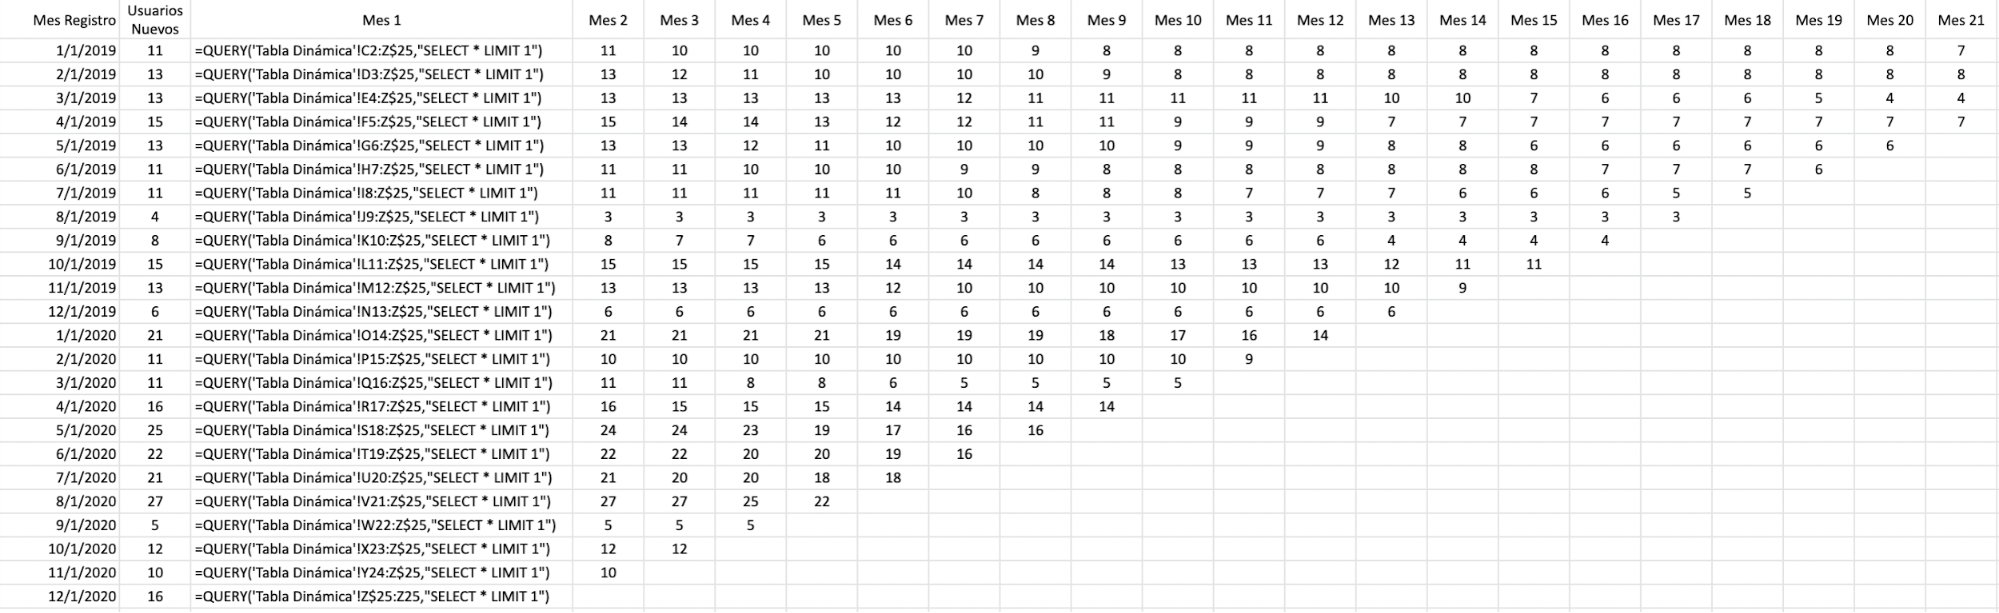 Mes Registro Usuarios Nuevos Mes 1 Mes 2 Mes 3 Mes 4 Mes 5 Mes 6 Mes 7 Mes 8 Mes 9 Mes 10 Mes 11 Mes 12 Mes 13 Mes 14 Mes 15 Mes 16 Mes 17 Mes 18 Mes 19 Mes 20 Mes 21
1/1/2019 11 =QUERY('Tabla Dinámica'!C2:Z$25,"SELECT * LIMIT 1") 11 10 10 10 10 10 9 8 8 8 8 8 8 8 8 8 8 8 8 7
2/1/2019 13 =QUERY('Tabla Dinámica'!D3:Z$25,"SELECT * LIMIT 1") 13 12 11 10 10 10 10 9 8 8 8 8 8 8 8 8 8 8 8 8
3/1/2019 13 =QUERY('Tabla Dinámica'!E4:Z$25,"SELECT * LIMIT 1") 13 13 13 13 13 12 11 11 11 11 11 10 10 7 6 6 6 5 4 4
4/1/2019 15 =QUERY('Tabla Dinámica'!F5:Z$25,"SELECT * LIMIT 1") 15 14 14 13 12 12 11 11 9 9 9 7 7 7 7 7 7 7 7 7
5/1/2019 13 =QUERY('Tabla Dinámica'!G6:Z$25,"SELECT * LIMIT 1") 13 13 12 11 10 10 10 10 9 9 9 8 8 6 6 6 6 6 6
6/1/2019 11 =QUERY('Tabla Dinámica'!H7:Z$25,"SELECT * LIMIT 1") 11 11 10 10 10 9 9 8 8 8 8 8 8 8 7 7 7 6
7/1/2019 11 =QUERY('Tabla Dinámica'!I8:Z$25,"SELECT * LIMIT 1") 11 11 11 11 11 10 8 8 8 7 7 7 6 6 6 5 5
8/1/2019 4 =QUERY('Tabla Dinámica'!J9:Z$25,"SELECT * LIMIT 1") 3 3 3 3 3 3 3 3 3 3 3 3 3 3 3 3
9/1/2019 8 =QUERY('Tabla Dinámica'!K10:Z$25,"SELECT * LIMIT 1") 8 7 7 6 6 6 6 6 6 6 6 4 4 4 4
10/1/2019 15 =QUERY('Tabla Dinámica'!L11:Z$25,"SELECT * LIMIT 1") 15 15 15 15 14 14 14 14 13 13 13 12 11 11
11/1/2019 13 =QUERY('Tabla Dinámica'!M12:Z$25,"SELECT * LIMIT 1") 13 13 13 13 12 10 10 10 10 10 10 10 9
12/1/2019 6 =QUERY('Tabla Dinámica'!N13:Z$25,"SELECT * LIMIT 1") 6 6 6 6 6 6 6 6 6 6 6 6
1/1/2020 21 =QUERY('Tabla Dinámica'!O14:Z$25,"SELECT * LIMIT 1") 21 21 21 21 19 19 19 18 17 16 14
2/1/2020 11 =QUERY('Tabla Dinámica'!P15:Z$25,"SELECT * LIMIT 1") 10 10 10 10 10 10 10 10 10 9
3/1/2020 11 =QUERY('Tabla Dinámica'!Q16:Z$25,"SELECT * LIMIT 1") 11 11 8 8 6 5 5 5 5
4/1/2020 16 =QUERY('Tabla Dinámica'!R17:Z$25,"SELECT * LIMIT 1") 16 15 15 15 14 14 14 14
5/1/2020 25 =QUERY('Tabla Dinámica'!S18:Z$25,"SELECT * LIMIT 1") 24 24 23 19 17 16 16
6/1/2020 22 =QUERY('Tabla Dinámica'!T19:Z$25,"SELECT * LIMIT 1") 22 22 20 20 19 16
7/1/2020 21 =QUERY('Tabla Dinámica'!U20:Z$25,"SELECT * LIMIT 1") 21 20 20 18 18
8/1/2020 27 =QUERY('Tabla Dinámica'!V21:Z$25,"SELECT * LIMIT 1") 27 27 25 22
9/1/2020 5 =QUERY('Tabla Dinámica'!W22:Z$25,"SELECT * LIMIT 1") 5 5 5
10/1/2020 12 =QUERY('Tabla Dinámica'!X23:Z$25,"SELECT * LIMIT 1") 12 12
11/1/2020 10 =QUERY('Tabla Dinámica'!Y24:Z$25,"SELECT * LIMIT 1") 10
12/1/2020 16 =QUERY('Tabla Dinámica'!Z$25:Z25,"SELECT * LIMIT 1")